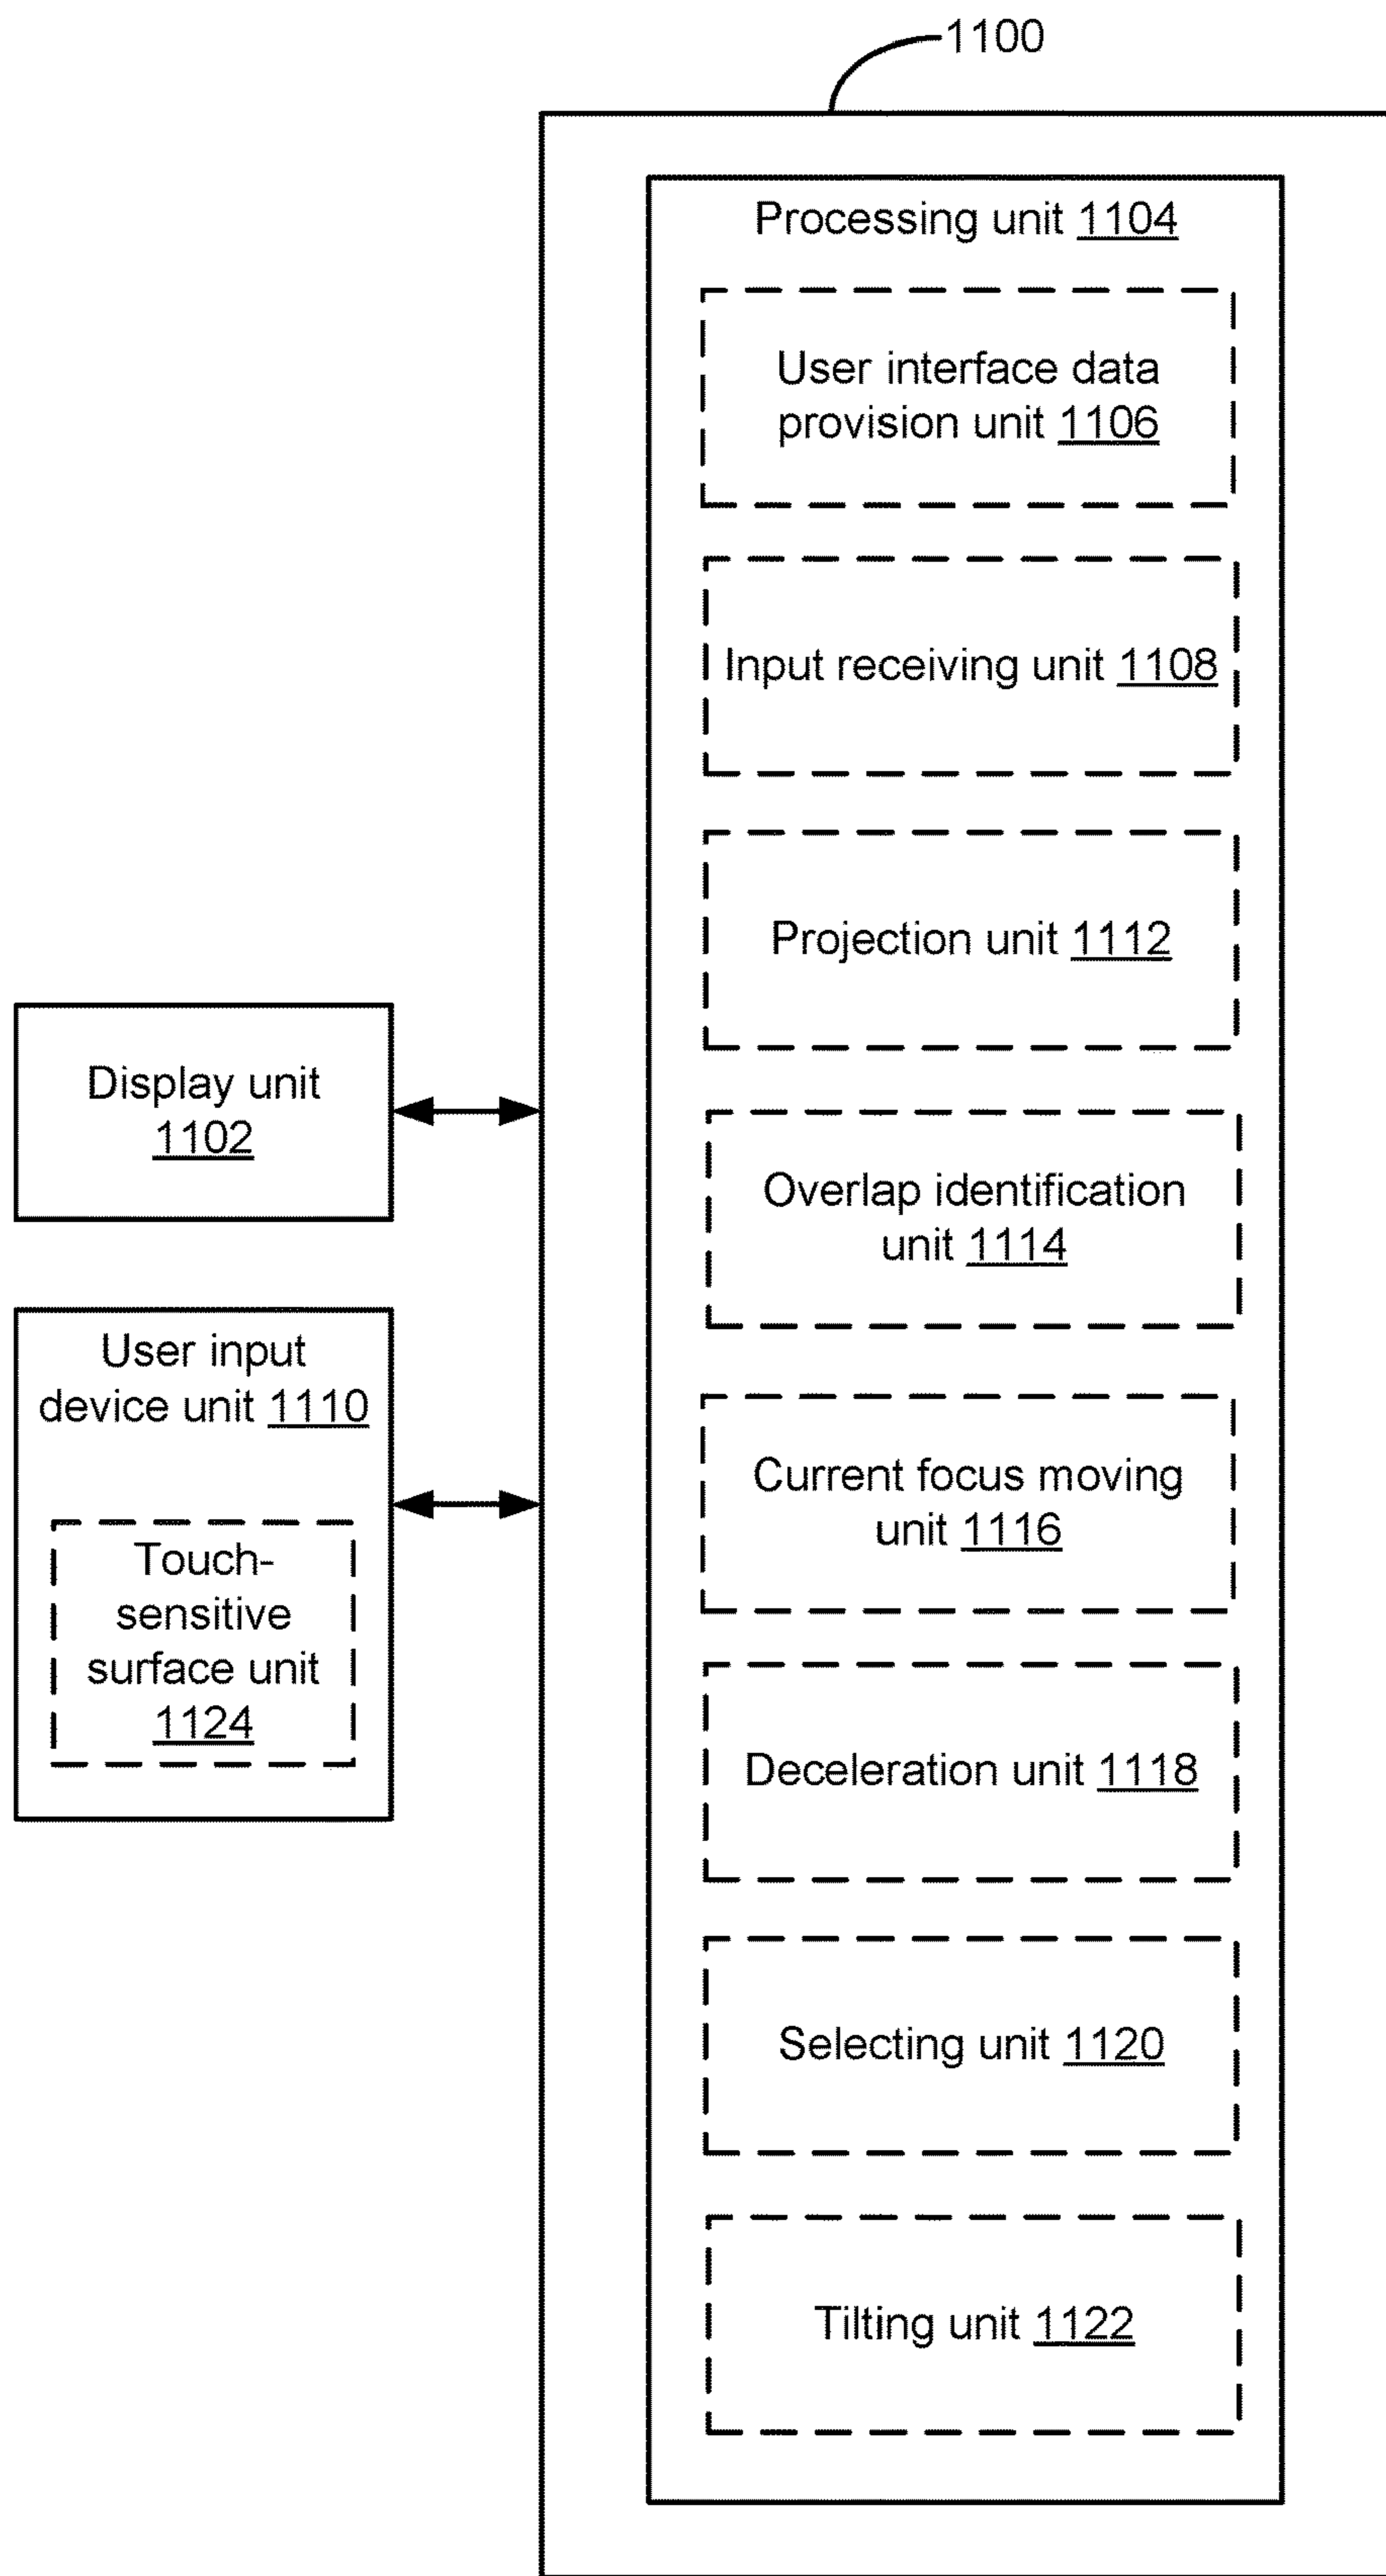 1100
Processing unit 1104
User interface data
provision unit 1106
Input receiving unit 1108
Projection unit 1112
Display unit
1102
Overlap identification
unit 1114
User input
device unit 1110
Touch-
sensitive
surface unit
1124
Current focus moving
unit 1116
Deceleration unit 1118
Selecting unit 1120
Tilting unit 1122